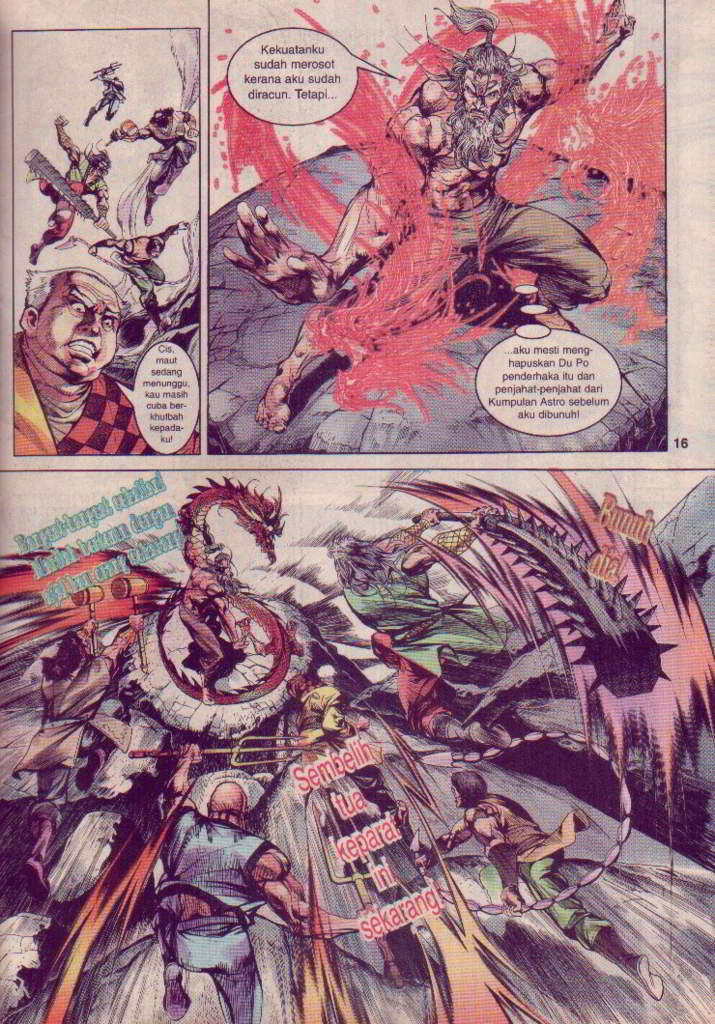 Kekuatanku
sudah merosot
kerana aku sudah
diracun. Tetapi...
Cis,
maut
sedang
menunggu,
kau masih
cuba ber-
khutbah
kepada-
ku!
...aku mesti meng-
hapuskan Du Po
penderhaka itu dan
penjahat-penjahat dari
Kumpulan Astro sebelum
aku dibunuh!
16
dengan
Bunuh
dia!
Sembelih
tua
keparat
ini
sekarang!